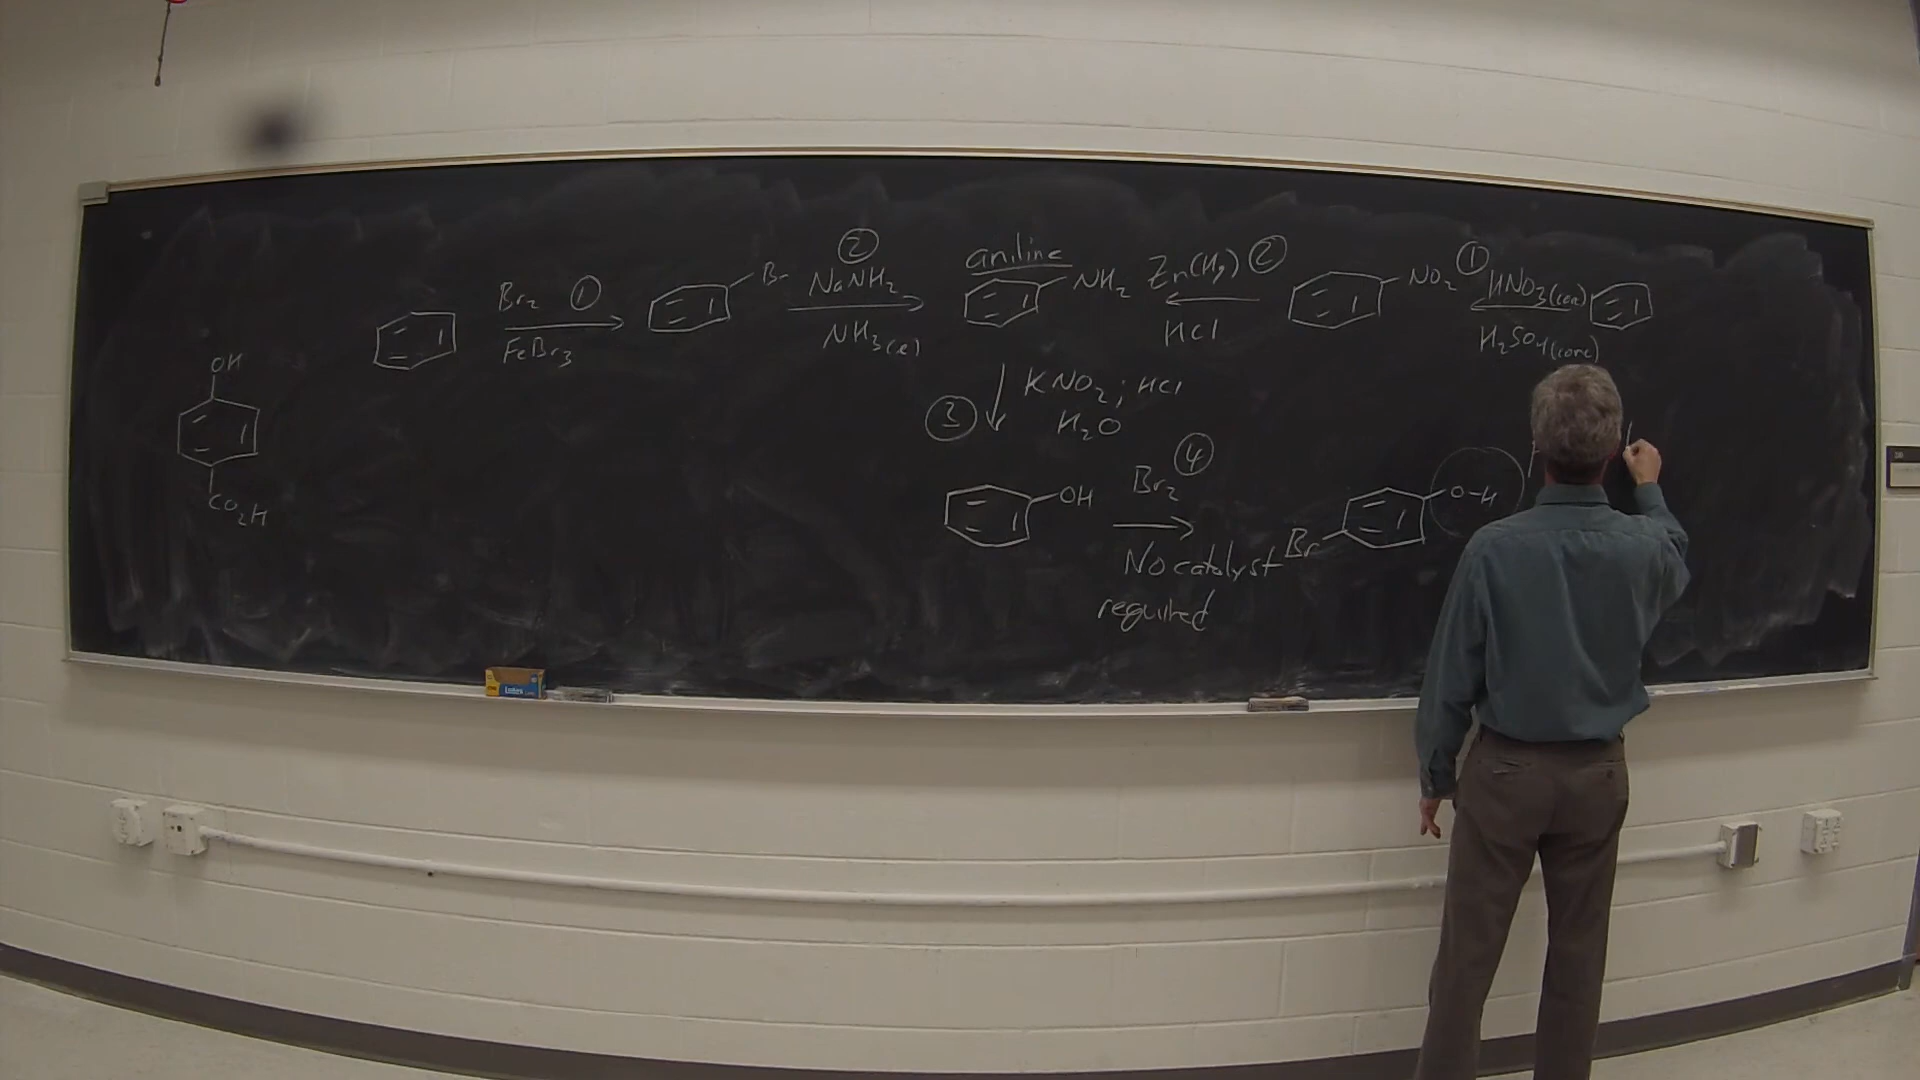 OH
CO2H
Br2 ①
FeBr3
Br
②
NaNH2
NH3(l)
aniline
NH2
Zn(Hg) ②
HCl
NO2
①
HNO3(conc)
H2SO4(conc)
③
KNO2; HCl
H2O
OH
④
Br2
No catalyst
required
Br
O-H